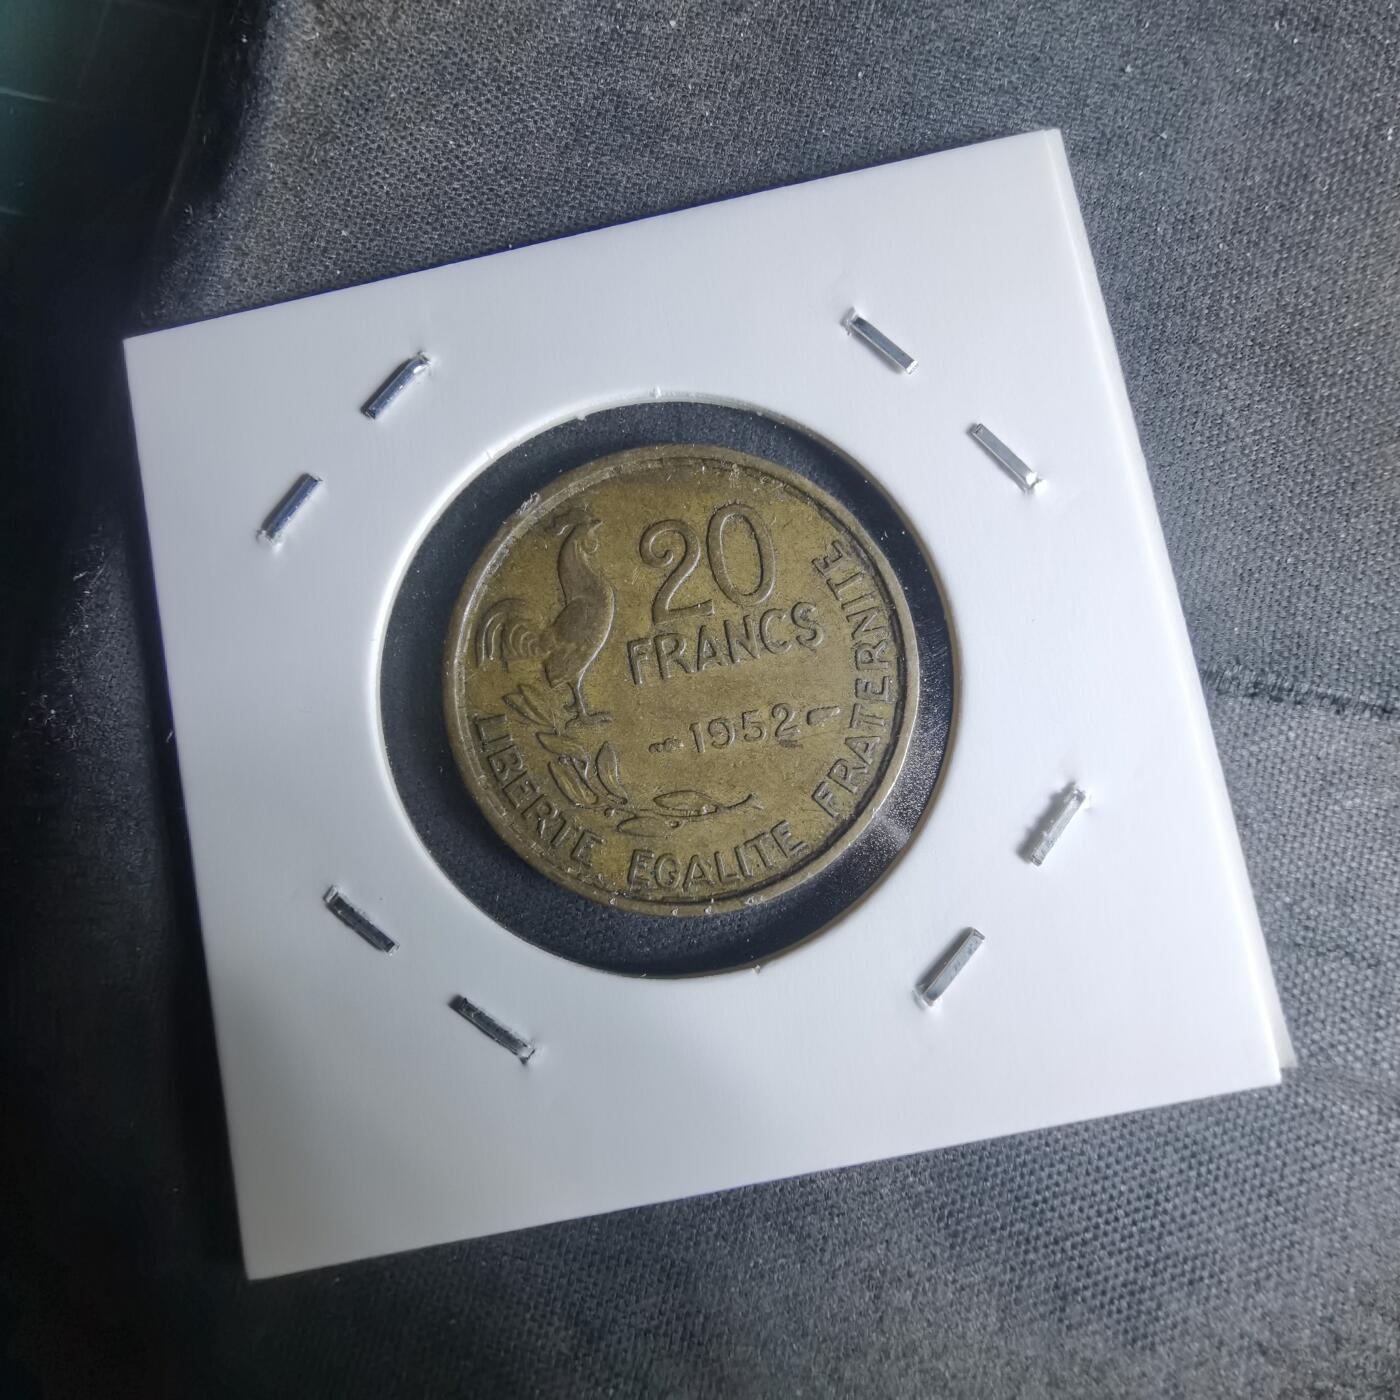 20
FRANCS
1952
LIBERTE EGALITE FRATERNITE